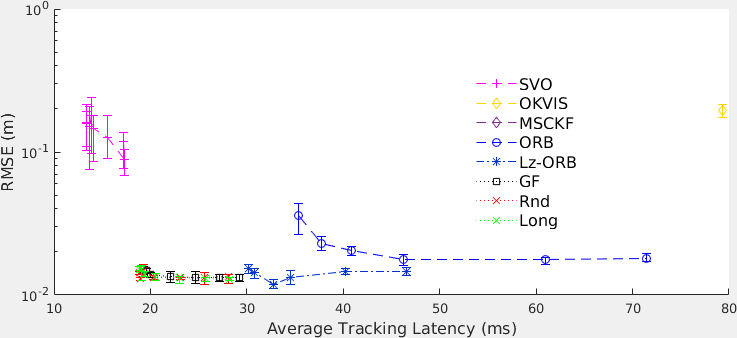 10^0
10^-1
10^-2
RMSE (m)
SVO
OKVIS
MSCKF
ORB
Lz-ORB
GF
Rnd
Long
10 20 30 40 50 60 70 80
Average Tracking Latency (ms)